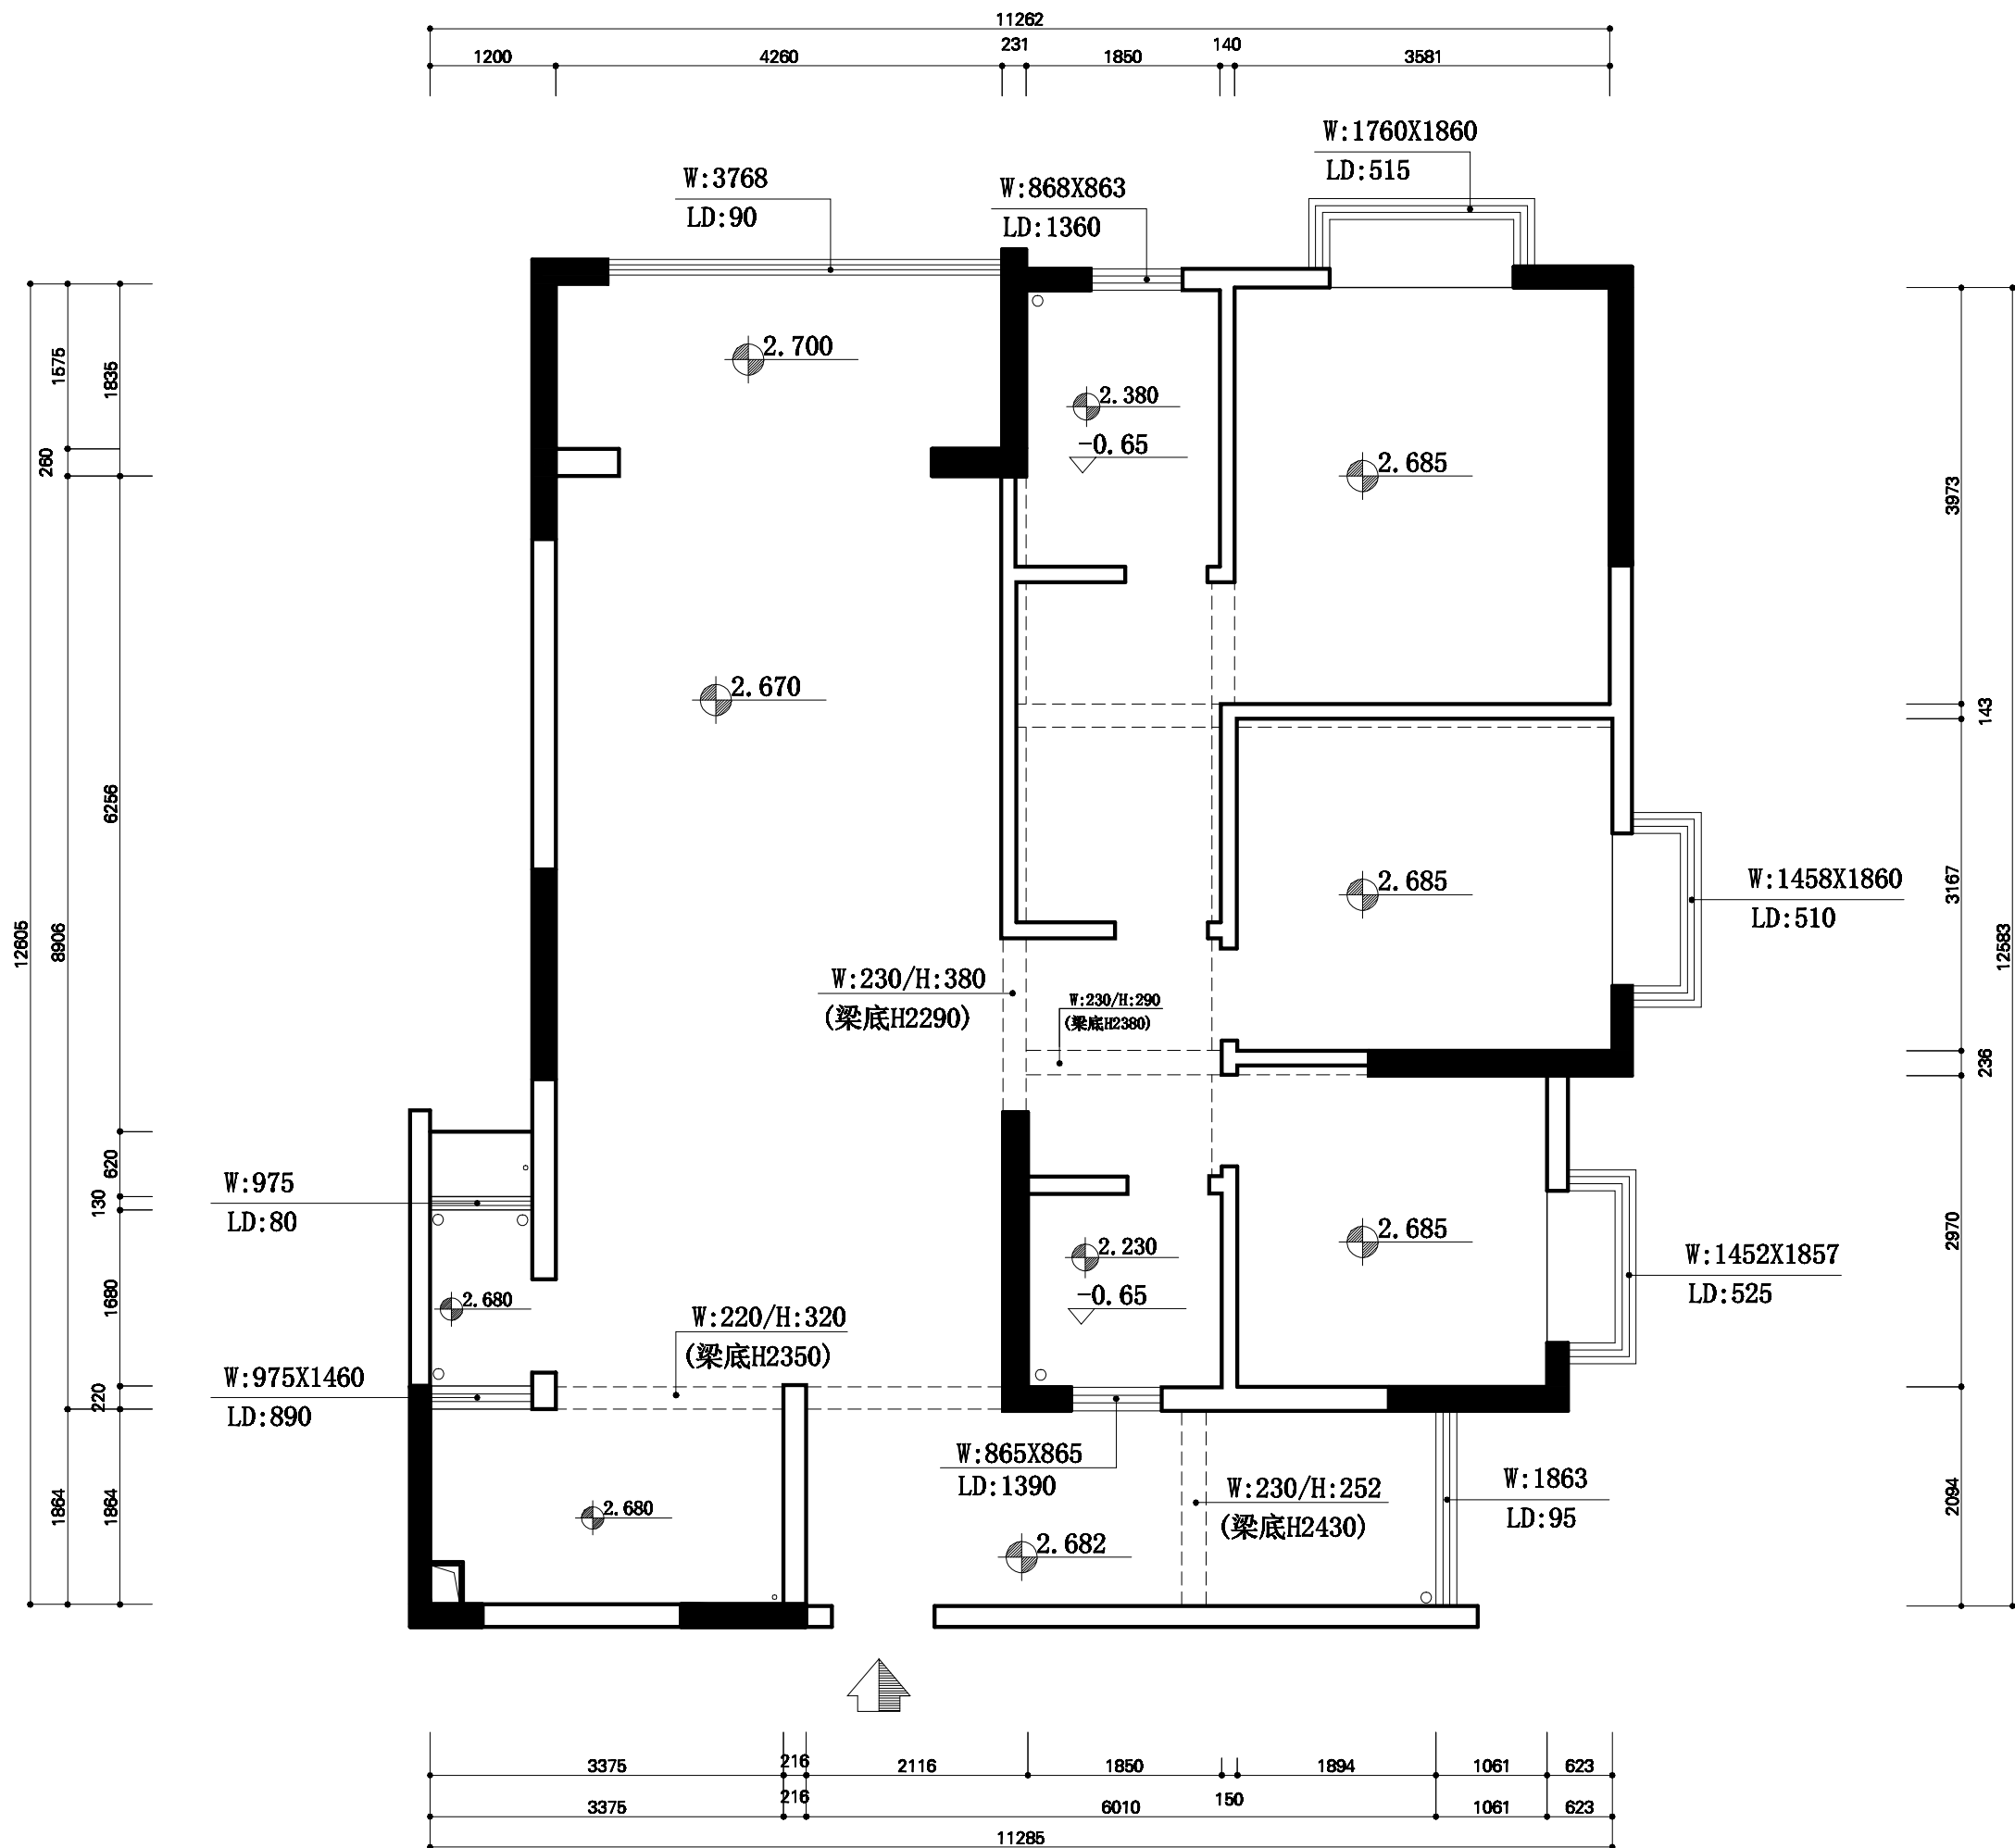 11262
1200
4260
231
1850
140
3581
W:1760X1860
LD:515
W:3768
LD:90
W:868X863
LD:1360
2.700
2.380
-0.65
2.685
2.670
2.685
W:1458X1860
LD:510
W:230/H:380
(梁底H2290)
W:230/H:290
(梁底H2380)
W:975
LD:80
2.680
W:975X1460
LD:890
W:220/H:320
(梁底H2350)
2.230
-0.65
2.685
W:1452X1857
LD:525
W:865X865
LD:1390
W:230/H:252
(梁底H2430)
W:1863
LD:95
2.680
2.682
12605
1575
260
8906
1864
1835
6256
620
130
1680
220
1864
3973
143
3167
236
2970
2094
12583
3375
216
2116
1850
150
1894
1061
623
3375
216
6010
1061
623
11285